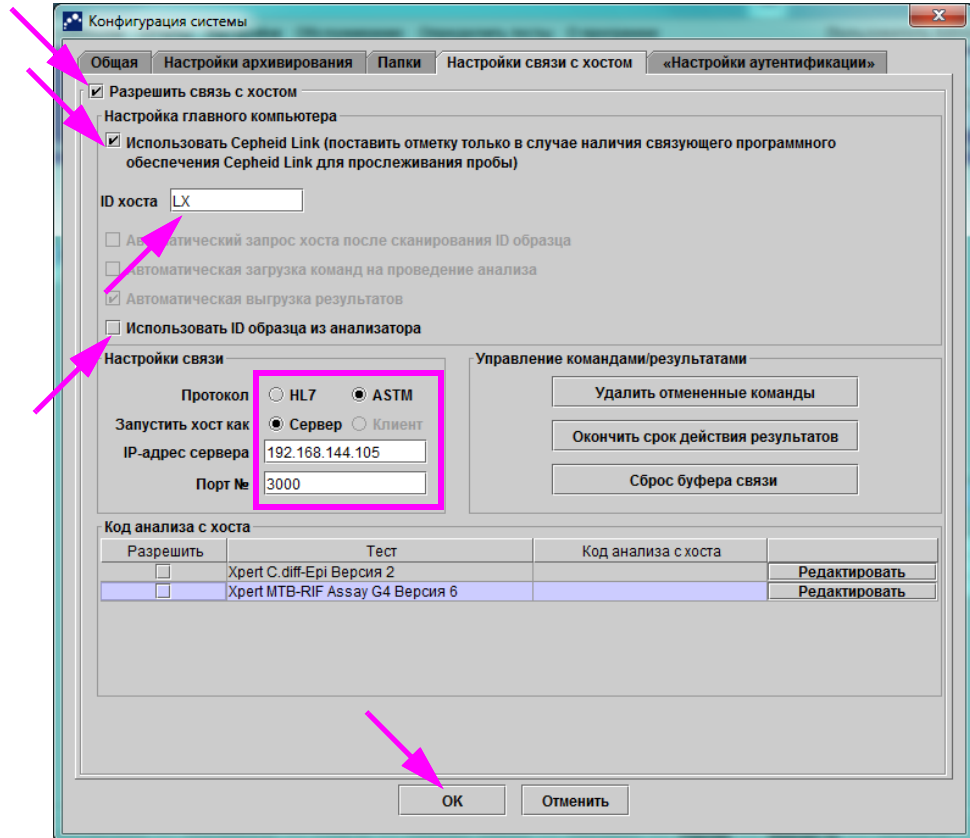 Конфигурация системы
Общая
Настройки архивирования
Папки
Настройки связи с хостом
«Настройки аутентификации»
Разрешить связь с хостом
Настройка главного компьютера
Использовать Cepheid Link (поставить отметку только в случае наличия связующего программного
обеспечения Cepheid Link для прослеживания пробы)
ID хоста LX
Автоматический запрос хоста после сканирования ID образца
Автоматическая загрузка команд на проведение анализа
Автоматическая выгрузка результатов
Использовать ID образца из анализатора
Настройки связи
Протокол HL7 ASTM
Запустить хост как Сервер Клиент
IP-адрес сервера 192.168.144.105
Порт № 3000
Управление командами/результатами
Удалить отмененные команды
Окончить срок действия результатов
Сброс буфера связи
Код анализа с хоста
Разрешить Тест Код анализа с хоста
Xpert C.diff-Epi Версия 2 Редактировать
Xpert MTB-RIF Assay G4 Версия 6 Редактировать
OK Отменить